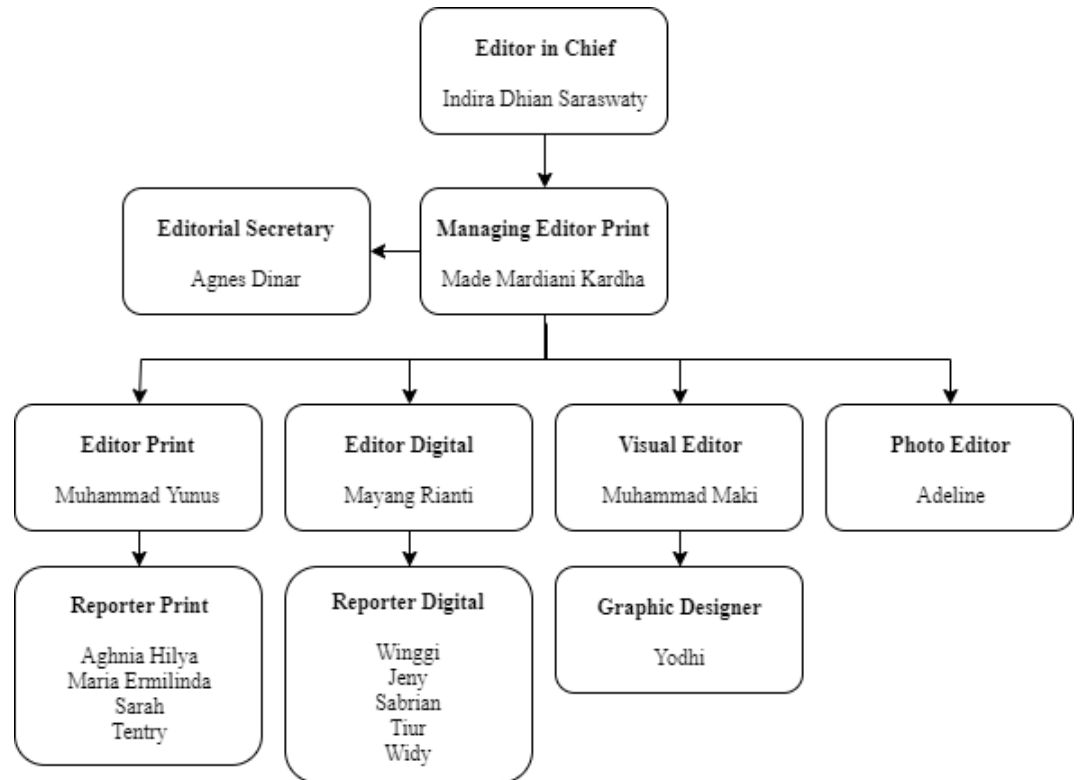 Editor in Chief
Indira Dhian Saraswaty
Editorial Secretary
Agnes Dinar
Managing Editor Print
Made Mardiani Kardha
Editor Print
Muhammad Yunus
Editor Digital
Mayang Rianti
Visual Editor
Muhammad Maki
Photo Editor
Adeline
Reporter Print
Aghnia Hilya
Maria Ermilinda
Sarah
Tentry
Reporter Digital
Winggi
Jeny
Sabrian
Tiur
Widy
Graphic Designer
Yodhi